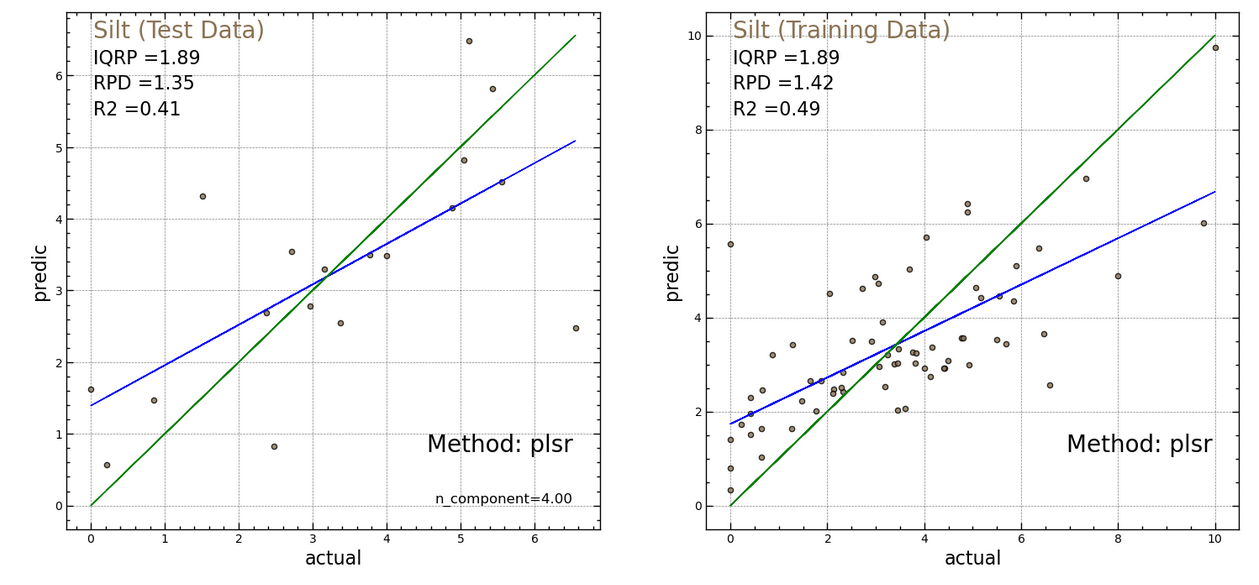 Silt (Test Data)
IQRP =1.89
RPD =1.35
R2 =0.41
6
5
4
3
2
1
0
predic
Method: plsr
n_component=4.00
0 1 2 3 4 5 6
actual
Silt (Training Data)
IQRP =1.89
RPD =1.42
R2 =0.49
10
8
6
4
2
0
predic
Method: plsr
0 2 4 6 8 10
actual